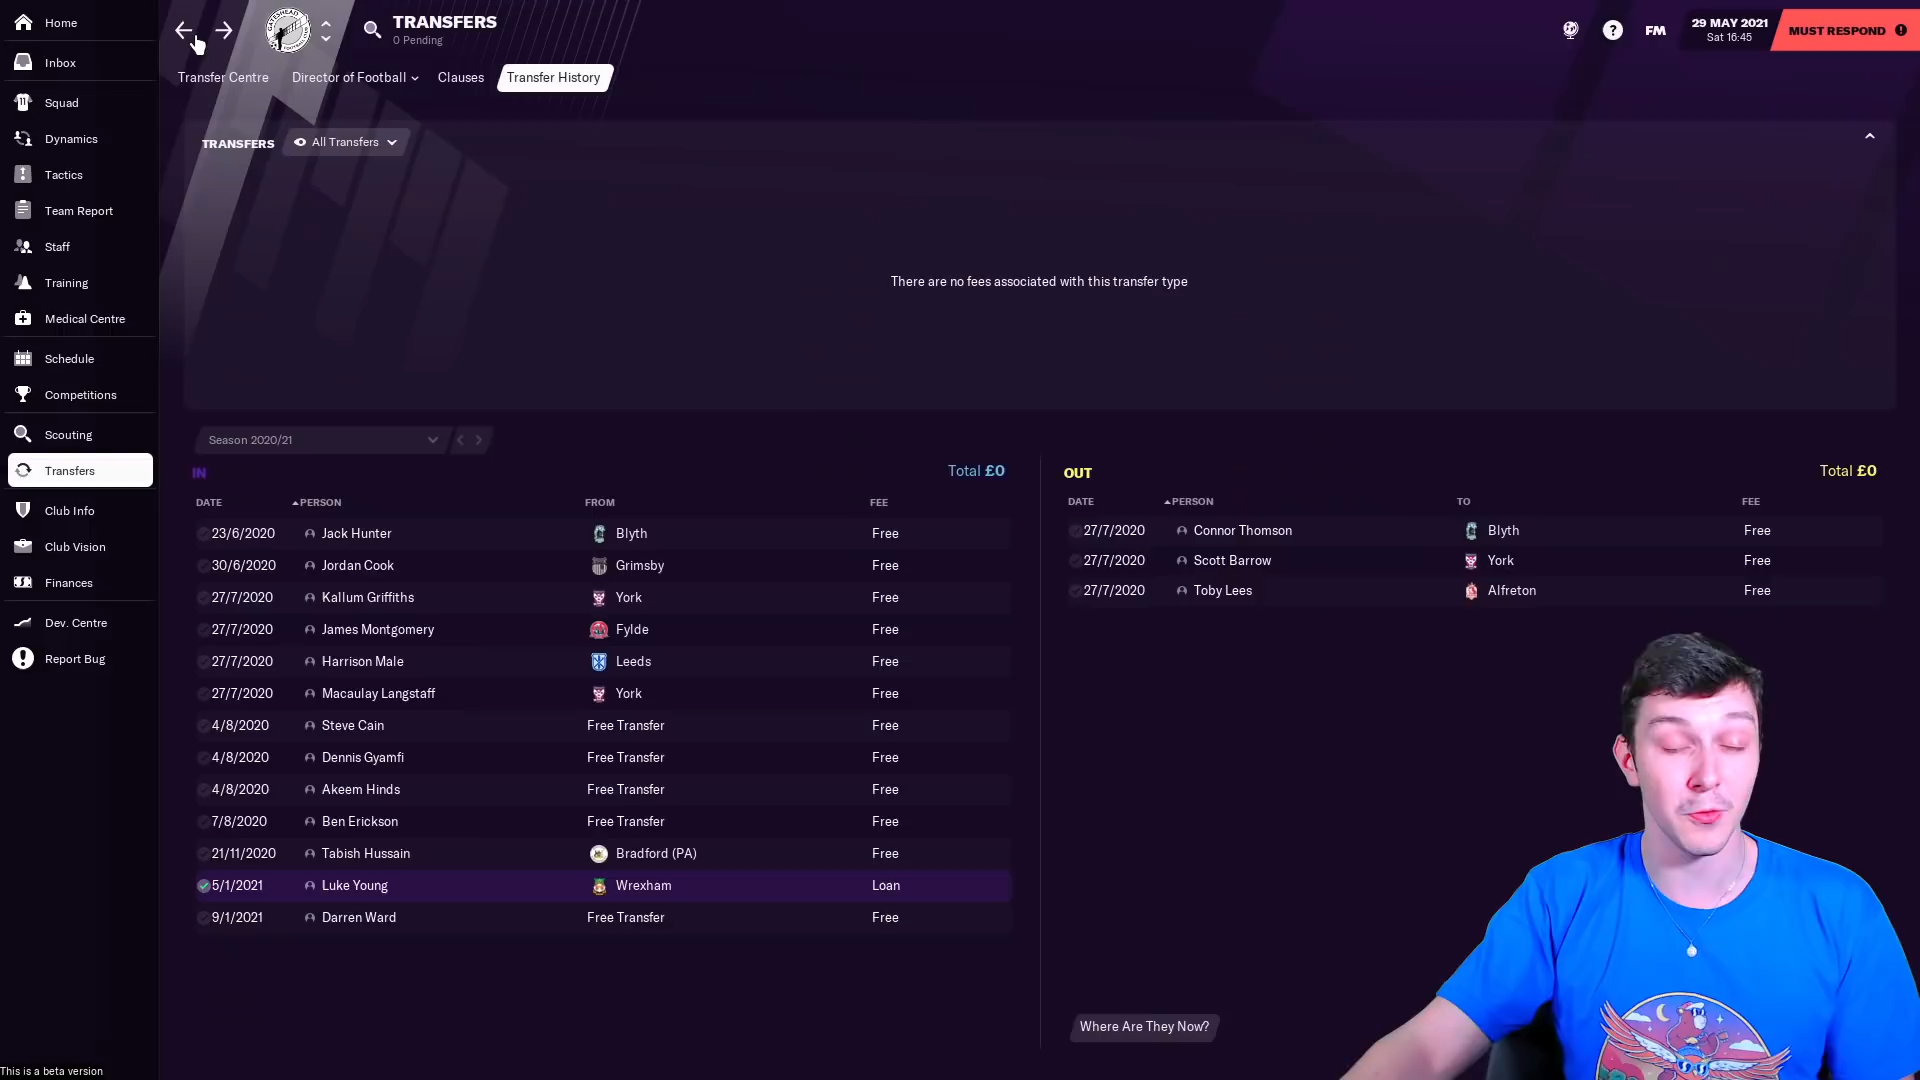 Home
Inbox
Squad
Dynamics
Tactics
Team Report
Staff
Training
Medical Centre
Schedule
Competitions
Scouting
Transfers
Club Info
Club Vision
Finances
Dev. Centre
Report Bug
This is a beta version
TRANSFERS
0 Pending
FM
29 MAY 2021
Sat 16:45
MUST RESPOND
Transfer Centre Director of Football Clauses Transfer History
TRANSFERS All Transfers
There are no fees associated with this transfer type
Season 2020/21
IN Total £0
DATE PERSON FROM FEE
23/6/2020 Jack Hunter Blyth Free
30/6/2020 Jordan Cook Grimsby Free
27/7/2020 Kallum Griffiths York Free
27/7/2020 James Montgomery Fylde Free
27/7/2020 Harrison Male Leeds Free
27/7/2020 Macaulay Langstaff York Free
4/8/2020 Steve Cain Free Transfer Free
4/8/2020 Dennis Gyamfi Free Transfer Free
4/8/2020 Akeem Hinds Free Transfer Free
7/8/2020 Ben Erickson Free Transfer Free
21/11/2020 Tabish Hussain Bradford (PA) Free
5/1/2021 Luke Young Wrexham Loan
9/1/2021 Darren Ward Free Transfer Free
OUT Total £0
DATE PERSON TO FEE
27/7/2020 Connor Thomson Blyth Free
27/7/2020 Scott Barrow York Free
27/7/2020 Toby Lees Alfreton Free
Where Are They Now?